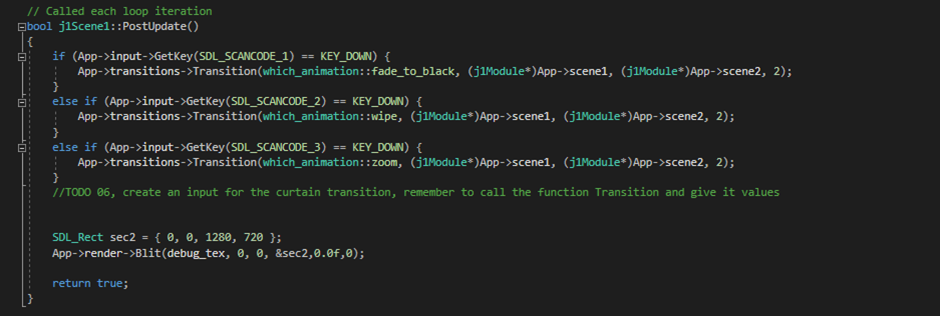 // Called each loop iteration
bool j1Scene1::PostUpdate()
{
if (App->input->GetKey(SDL_SCANCODE_1) == KEY_DOWN) {
App->transitions->Transition(which_animation::fade_to_black, (j1Module*)App->scene1, (j1Module*)App->scene2, 2);
}
else if (App->input->GetKey(SDL_SCANCODE_2) == KEY_DOWN) {
App->transitions->Transition(which_animation::wipe, (j1Module*)App->scene1, (j1Module*)App->scene2, 2);
}
else if (App->input->GetKey(SDL_SCANCODE_3) == KEY_DOWN) {
App->transitions->Transition(which_animation::zoom, (j1Module*)App->scene1, (j1Module*)App->scene2, 2);
}
//TODO 06, create an input for the curtain transition, remember to call the function Transition and give it values
SDL_Rect sec2 = { 0, 0, 1280, 720 };
App->render->Blit(debug_tex, 0, 0, &sec2,0.0f,0);
return true;
}